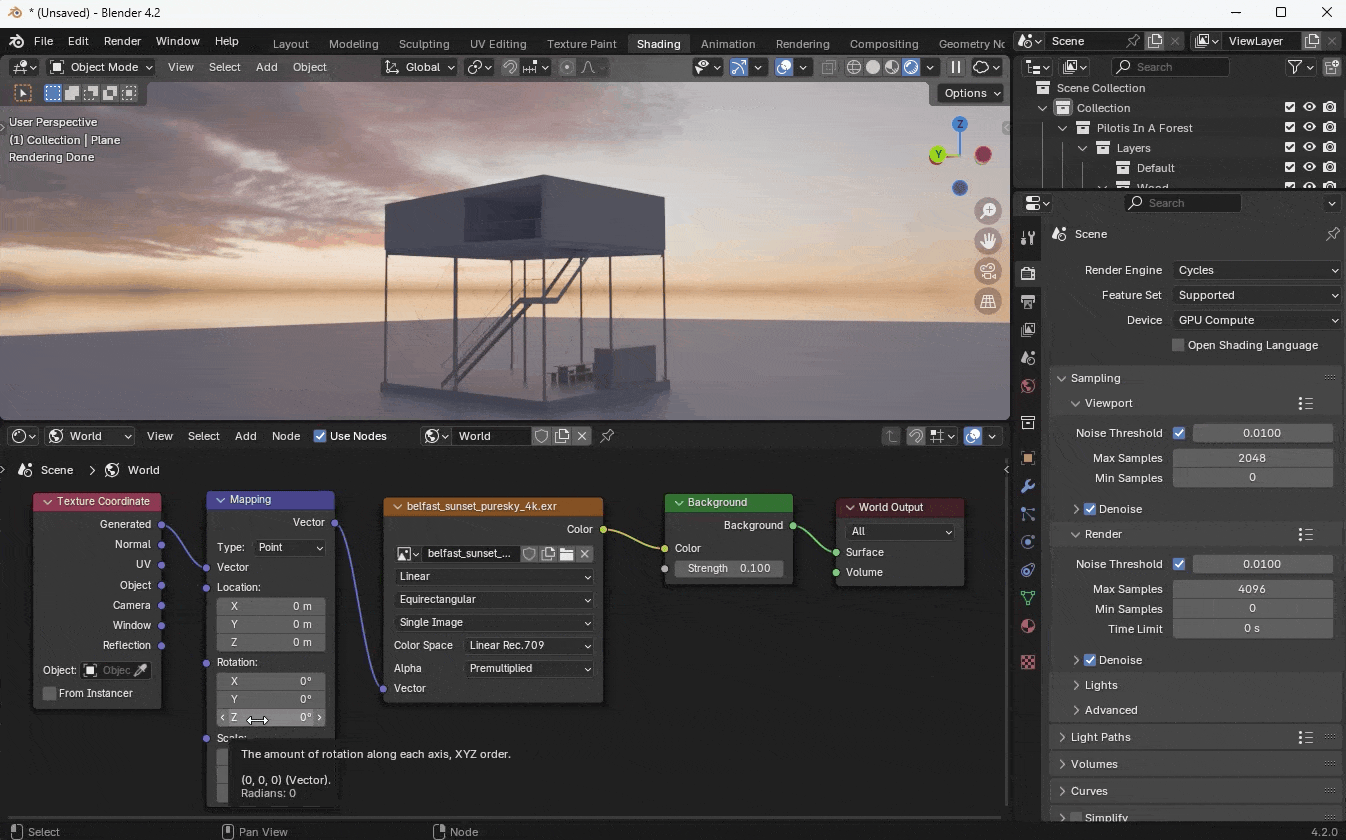 * (Unsaved) - Blender 4.2
File Edit Render Window Help Layout Modeling Sculpting UV Editing Texture Paint Shading Animation Rendering Compositing Geometry No Scene ViewLayer
Object Mode View Select Add Object Global Search
Options
Scene Collection
Collection
Pilotis In A Forest
Layers
Default
Wood
User Perspective
(1) Collection | Plane
Rendering Done
Z
Y
Search
Scene
Render Engine Cycles
Feature Set Supported
Device GPU Compute
Open Shading Language
Sampling
Viewport
Noise Threshold 0.0100
Max Samples 2048
Min Samples 0
Denoise
Render
Noise Threshold 0.0100
Max Samples 4096
Min Samples 0
Time Limit 0 s
Denoise
Lights
Advanced
Light Paths
Volumes
Curves
Simplify
World View Select Add Node Use Nodes World
Scene > World
Texture Coordinate
Generated
Normal
UV
Object
Camera
Window
Reflection
Object: Objec
From Instancer
Mapping
Vector
Type: Point
Vector
Location:
X 0 m
Y 0 m
Z 0 m
Rotation:
X 0°
Y 0°
Z 0°
Scale:
The amount of rotation along each axis, XYZ order.
(0, 0, 0) (Vector).
Radians: 0
belfast_sunset_puresky_4k.exr
Color
belfast_sunset_...
Linear
Equirectangular
Single Image
Color Space Linear Rec.709
Alpha Premultiplied
Vector
Background
Background
Color
Strength 0.100
World Output
All
Surface
Volume
Select Pan View Node 4.2.0